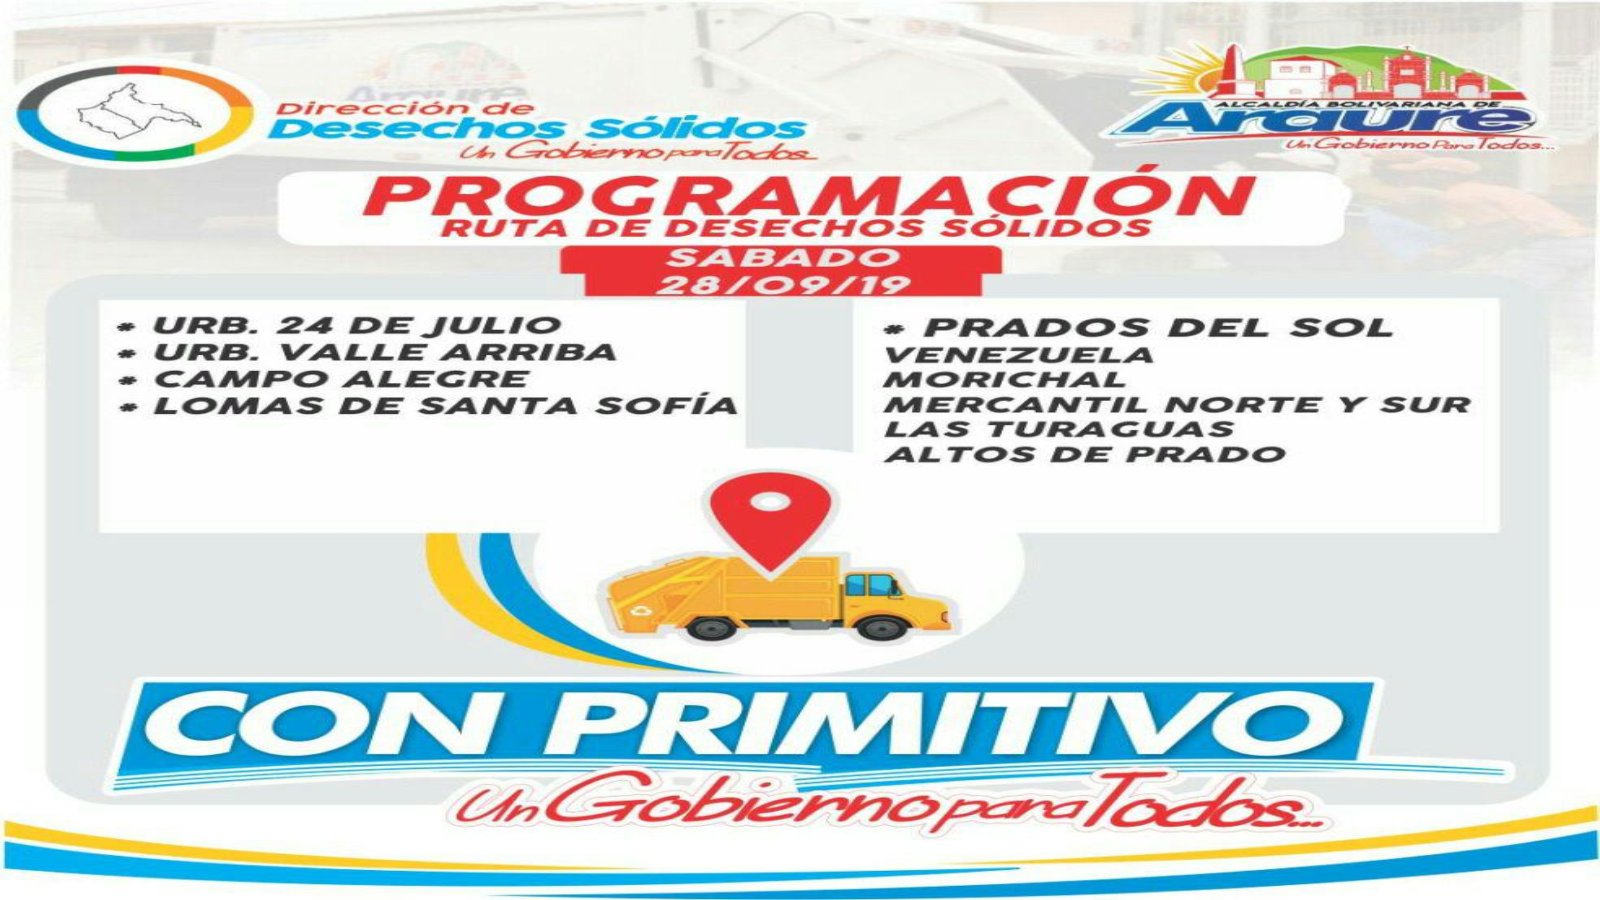 Dirección de
Desechos Sólidos
Un Gobierno para Todos...
ALCALDÍA BOLIVARIANA DE
Araure
Un Gobierno Para Todos...
PROGRAMACIÓN
RUTA DE DESECHOS SÓLIDOS
SÁBADO
28/09/19
* URB. 24 DE JULIO
* URB. VALLE ARRIBA
* CAMPO ALEGRE
* LOMAS DE SANTA SOFÍA
* PRADOS DEL SOL
VENEZUELA
MORICHAL
MERCANTIL NORTE Y SUR
LAS TURAGUAS
ALTOS DE PRADO
CON PRIMITIVO
Un Gobierno para Todos...